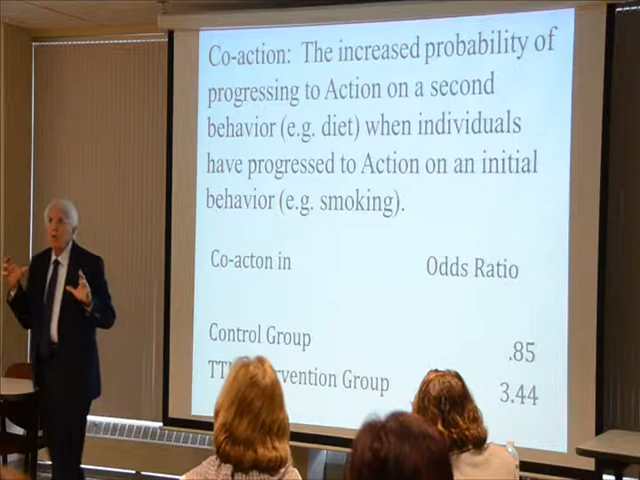 Co-action: The increased probability of
progressing to Action on a second
behavior (e.g. diet) when individuals
have progressed to Action on an initial
behavior (e.g. smoking).
Co-acton in Odds Ratio
Control Group .85
Group 3.44